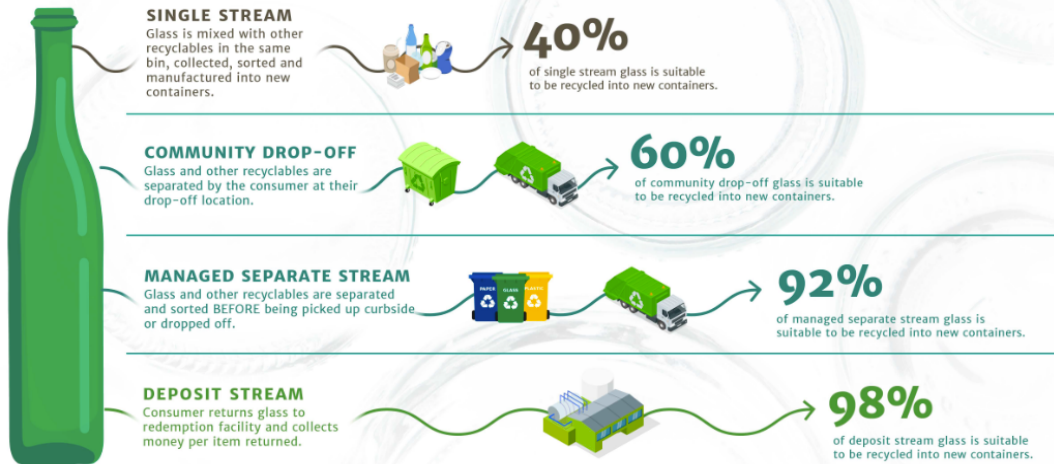 SINGLE STREAM
Glass is mixed with other
recyclables in the same
bin, collected, sorted and
manufactured into new
containers.
40%
of single stream glass is suitable
to be recycled into new containers.
COMMUNITY DROP-OFF
Glass and other recyclables are
separated by the consumer at their
drop-off location.
60%
of community drop-off glass is suitable
to be recycled into new containers.
MANAGED SEPARATE STREAM
Glass and other recyclables are separated
and sorted BEFORE being picked up curbside
or dropped off.
PAPER
GLASS
PLASTIC
92%
of managed separate stream glass is
suitable to be recycled into new containers.
DEPOSIT STREAM
Consumer returns glass to
redemption facility and collects
money per item returned.
98%
of deposit stream glass is suitable
to be recycled into new containers.